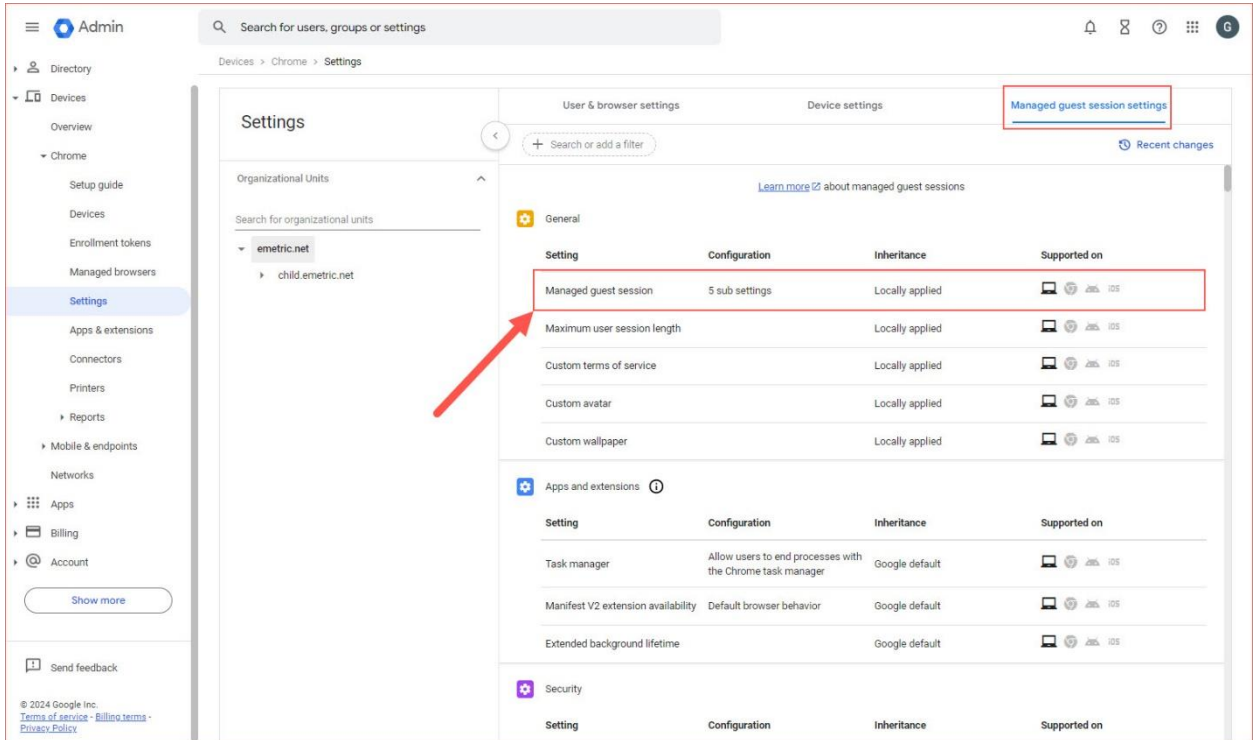 Admin
Search for users, groups or settings
G
Directory
Devices
Overview
Chrome
Setup guide
Devices
Enrollment tokens
Managed browsers
Settings
Apps & extensions
Connectors
Printers
Reports
Mobile & endpoints
Networks
Apps
Billing
Account
Show more
Send feedback
© 2024 Google Inc.
Terms of service - Billing terms -
Privacy Policy
Devices > Chrome > Settings
Settings
Organizational Units
Search for organizational units
emetric.net
child.emetric.net
User & browser settings Device settings Managed guest session settings
+ Search or add a filter Recent changes
Learn more about managed guest sessions
General
Setting Configuration Inheritance Supported on
Managed guest session 5 sub settings Locally applied iOS
Maximum user session length Locally applied iOS
Custom terms of service Locally applied iOS
Custom avatar Locally applied iOS
Custom wallpaper Locally applied iOS
Apps and extensions
Setting Configuration Inheritance Supported on
Task manager Allow users to end processes with the Chrome task manager Google default iOS
Manifest V2 extension availability Default browser behavior Google default iOS
Extended background lifetime Google default iOS
Security
Setting Configuration Inheritance Supported on